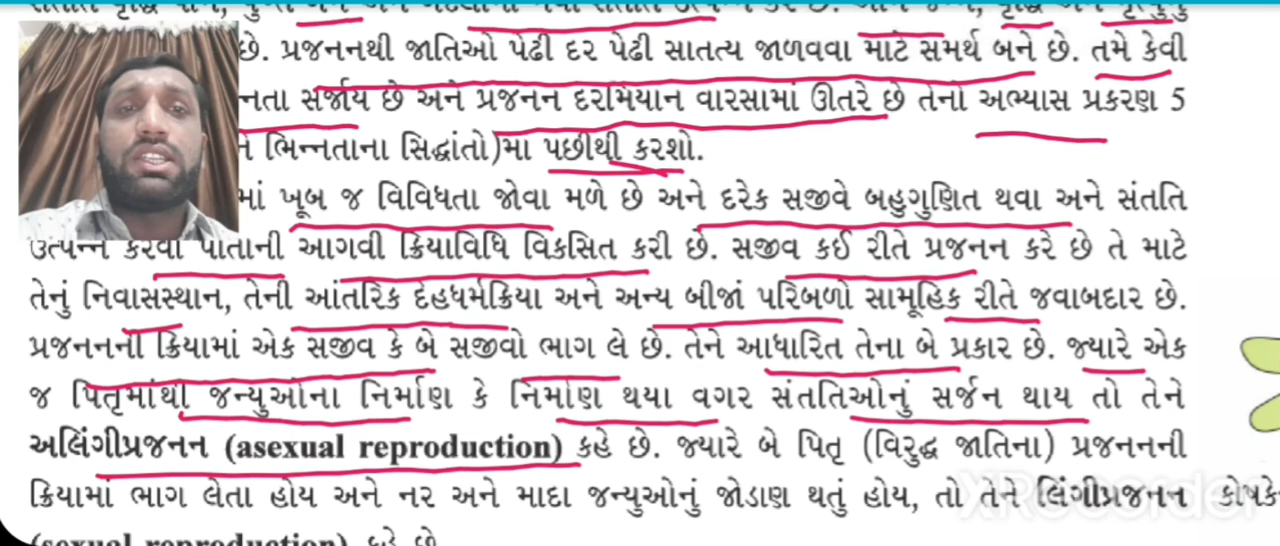 છે. પ્રજનનથી જાતિઓ પેઢી દર પેઢી સાતત્ય જાળવવા માટે સમર્થ બને છે. તમે કેવી
નતા સર્જાય છે અને પ્રજનન દરમિયાન વારસામાં ઊતરે છે તેનો અભ્યાસ પ્રકરણ 5
ભિન્નતાના સિદ્ધાંતો)મા પછીથી કરશો.
માં ખૂબ જ વિવિધતા જોવા મળે છે અને દરેક સજીવે બહુગુણિત થવા અને સંતતિ
ઉત્પન્ન કરવા પોતાની આગવી ક્રિયાવિધિ વિકસિત કરી છે. સજીવ કઈ રીતે પ્રજનન કરે છે તે માટે
તેનું નિવાસસ્થાન, તેની આંતરિક દેહધર્મક્રિયા અને અન્ય બીજાં પરિબળો સામૂહિક રીતે જવાબદાર છે.
પ્રજનનની ક્રિયામાં એક સજીવ કે બે સજીવો ભાગ લે છે. તેને આધારિત તેના બે પ્રકાર છે. જ્યારે એક
જ પિતૃમાંથી જન્યુઓના નિર્માણ કે નિર્માણ થયા વગર સંતતિઓનું સર્જન થાય તો તેને
અલિંગીપ્રજનન (asexual reproduction) કહે છે. જ્યારે બે પિતૃ (વિરુદ્ધ જાતિના) પ્રજનનની
ક્રિયામાં ભાગ લેતા હોય અને નર અને માદા જન્યુઓનું જોડાણ થતું હોય, તો તેને લિંગીપ્રજનન કોષકે
(sexual reproduction) કહે છે.
XRecorder